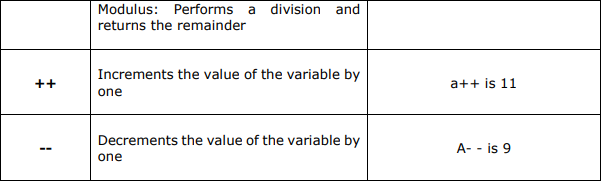 Modulus: Performs a division and
returns the remainder
++
Increments the value of the variable by
one
a++ is 11
--
Decrements the value of the variable by
one
A- - is 9